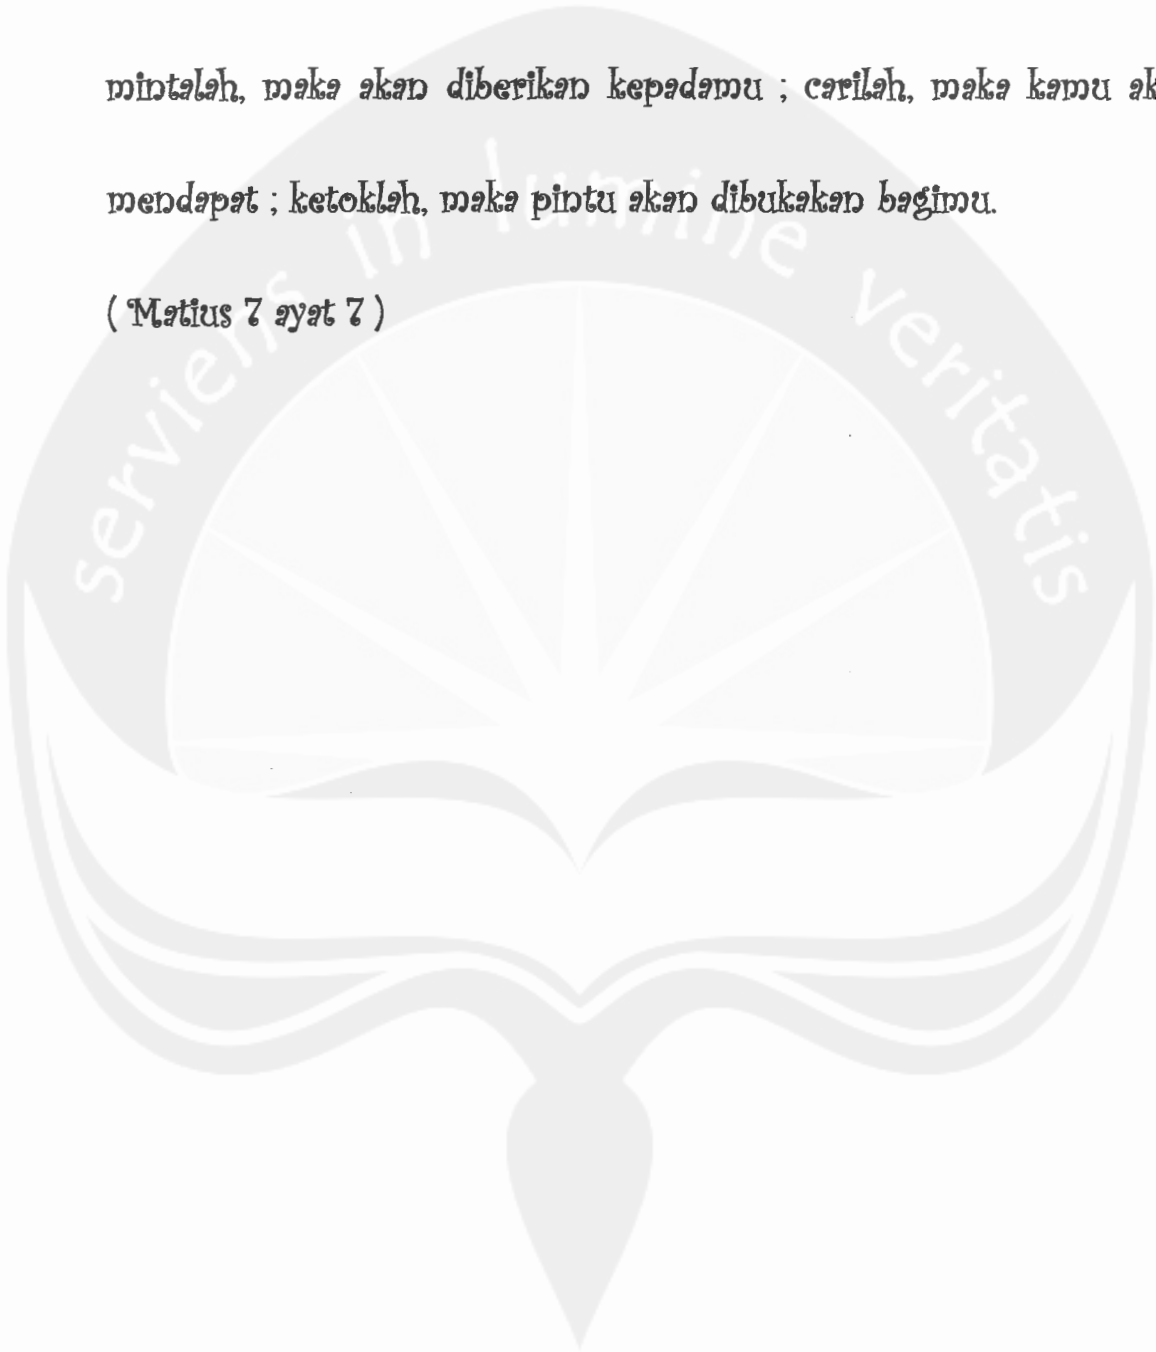 mintalah, maka akan diberikan kepadamu ; carilah, maka kamu ak
mendapat ; ketoklah, maka pintu akan dibukakan bagimu.
( Matius 7 ayat 7 )
serviens in lumine veritatis